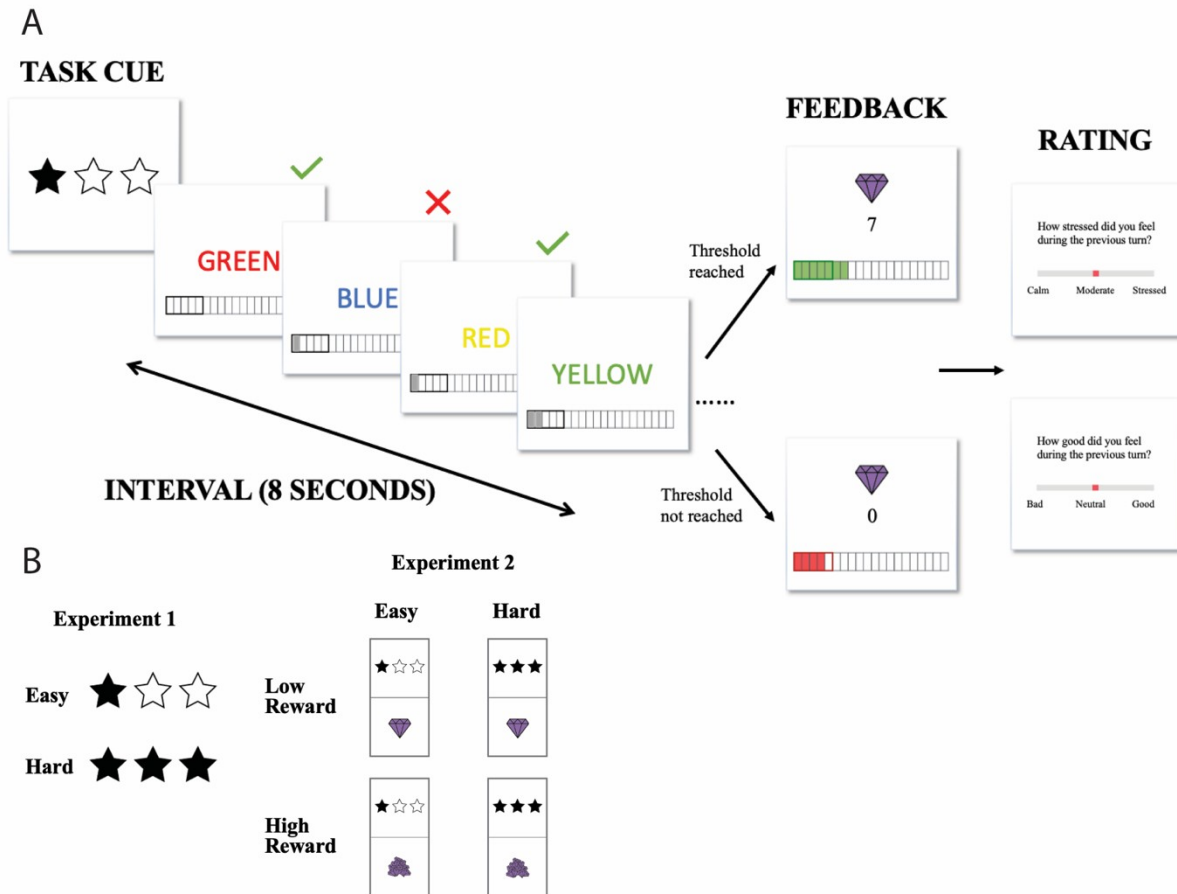 A
TASK CUE
GREEN
BLUE
RED
YELLOW
......
INTERVAL (8 SECONDS)
Threshold
reached
Threshold
not reached
FEEDBACK
7
0
RATING
How stressed did you feel
during the previous turn?
Calm Moderate Stressed
How good did you feel
during the previous turn?
Bad Neutral Good
B
Experiment 1
Easy
Hard
Experiment 2
Easy Hard
Low
Reward
High
Reward